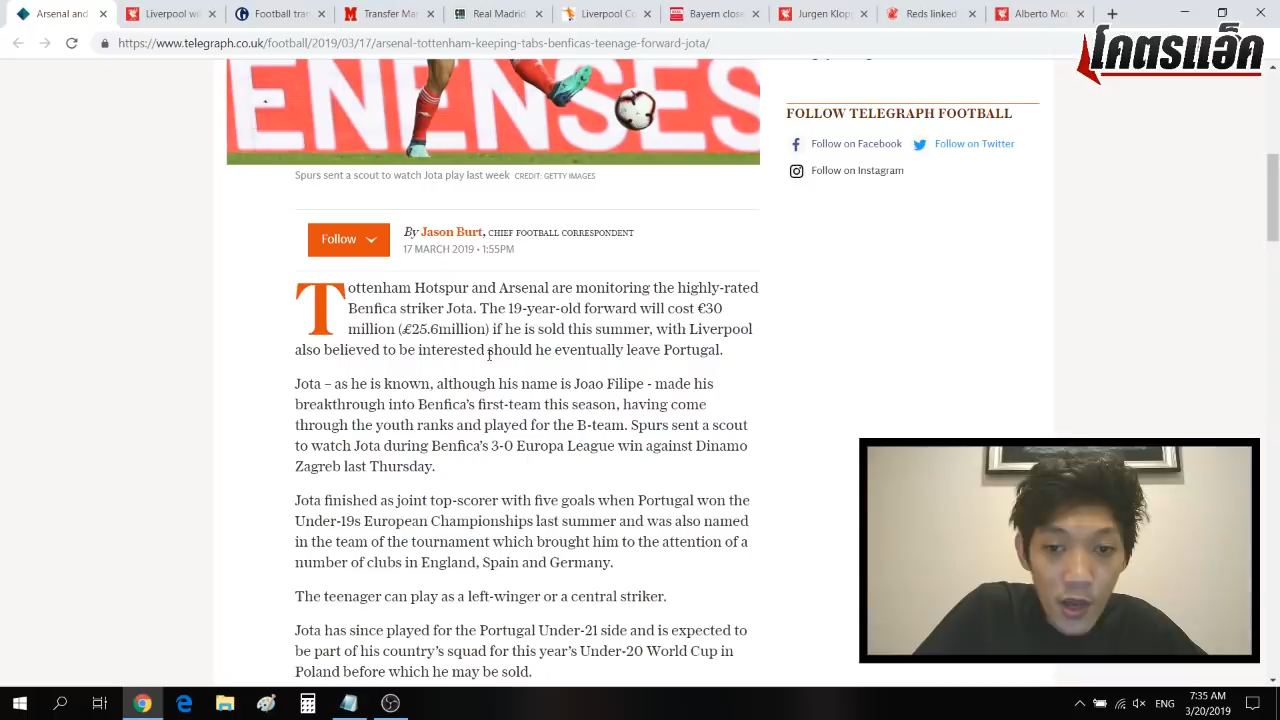 Spurs and
Liverpool wi
Football tran
Transfer Ma
Real Madrid
Liverpool Co
Bayern close
Jurgen Klop
Reds linked
Alberto Mo
https://www.telegraph.co.uk/football/2019/03/17/arsenal-tottenham-keeping-tabs-benficas-teenage-forward-jota/
โคตรแอ็ค
ENENSES
FOLLOW TELEGRAPH FOOTBALL
Follow on Facebook Follow on Twitter
Follow on Instagram
Spurs sent a scout to watch Jota play last week CREDIT: GETTY IMAGES
Follow
By Jason Burt, CHIEF FOOTBALL CORRESPONDENT
17 MARCH 2019 • 1:55PM
Tottenham Hotspur and Arsenal are monitoring the highly-rated
Benfica striker Jota. The 19-year-old forward will cost €30
million (£25.6million) if he is sold this summer, with Liverpool
also believed to be interested should he eventually leave Portugal.
Jota – as he is known, although his name is Joao Filipe - made his
breakthrough into Benfica's first-team this season, having come
through the youth ranks and played for the B-team. Spurs sent a scout
to watch Jota during Benfica's 3-0 Europa League win against Dinamo
Zagreb last Thursday.
Jota finished as joint top-scorer with five goals when Portugal won the
Under-19s European Championships last summer and was also named
in the team of the tournament which brought him to the attention of a
number of clubs in England, Spain and Germany.
The teenager can play as a left-winger or a central striker.
Jota has since played for the Portugal Under-21 side and is expected to
be part of his country's squad for this year's Under-20 World Cup in
Poland before which he may be sold.
ENG
7:35 AM
3/20/2019